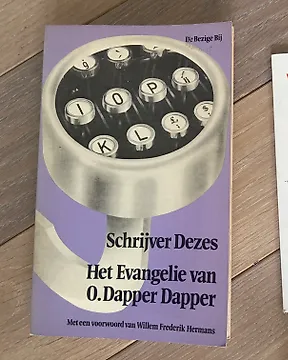 De Bezige Bij
I
O
P
K
L
£
Schrijver Dezes
Het Evangelie van
O. Dapper Dapper
Met een voorwoord van Willem Frederik Hermans